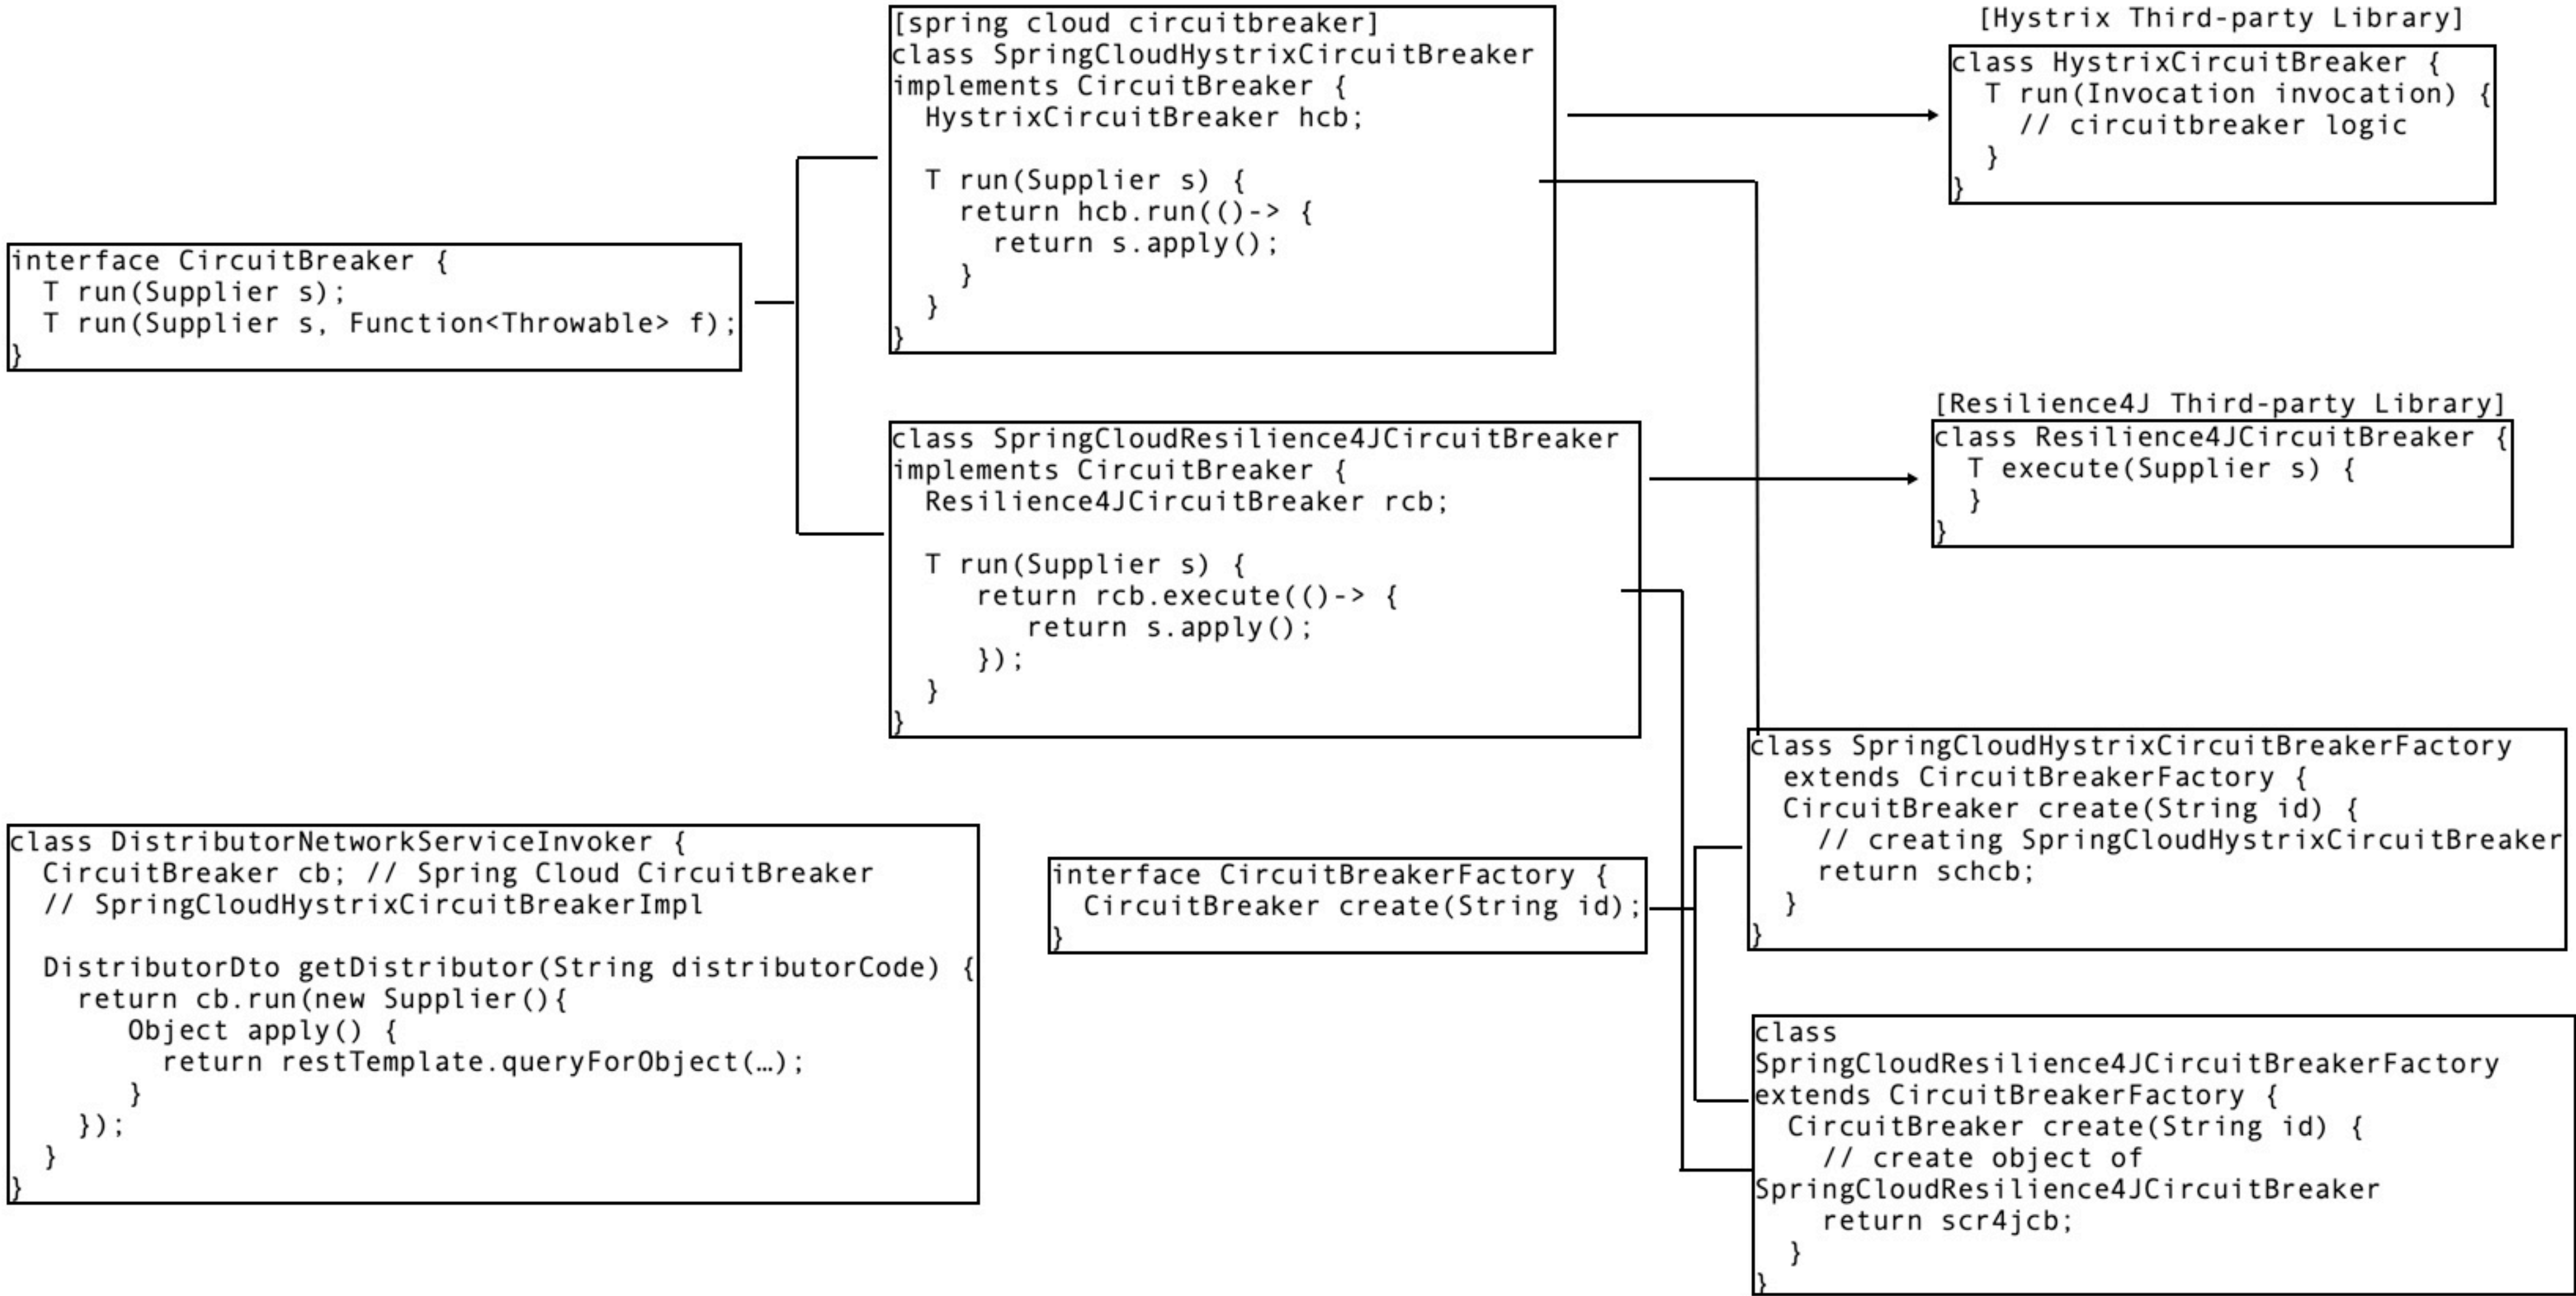 [spring cloud circuitbreaker]
class SpringCloudHystrixCircuitBreaker
implements CircuitBreaker {
  HystrixCircuitBreaker hcb;

  T run(Supplier s) {
    return hcb.run(()-> {
      return s.apply();
    }
  }
}
[Hystrix Third-party Library]
class HystrixCircuitBreaker {
  T run(Invocation invocation) {
    // circuitbreaker logic
  }
}
interface CircuitBreaker {
  T run(Supplier s);
  T run(Supplier s, Function<Throwable> f);
}
class SpringCloudResilience4JCircuitBreaker
implements CircuitBreaker {
  Resilience4JCircuitBreaker rcb;

  T run(Supplier s) {
     return rcb.execute(()-> {
        return s.apply();
     });
  }
}
[Resilience4J Third-party Library]
class Resilience4JCircuitBreaker {
  T execute(Supplier s) {
  }
}
class DistributorNetworkServiceInvoker {
  CircuitBreaker cb; // Spring Cloud CircuitBreaker
  // SpringCloudHystrixCircuitBreakerImpl

  DistributorDto getDistributor(String distributorCode) {
    return cb.run(new Supplier(){
       Object apply() {
         return restTemplate.queryForObject(…);
       }
    });
  }
}
interface CircuitBreakerFactory {
  CircuitBreaker create(String id);
}
class SpringCloudHystrixCircuitBreakerFactory
  extends CircuitBreakerFactory {
  CircuitBreaker create(String id) {
    // creating SpringCloudHystrixCircuitBreaker
    return schcb;
  }
}
class
SpringCloudResilience4JCircuitBreakerFactory
extends CircuitBreakerFactory {
  CircuitBreaker create(String id) {
    // create object of
SpringCloudResilience4JCircuitBreaker
    return scr4jcb;
  }
}